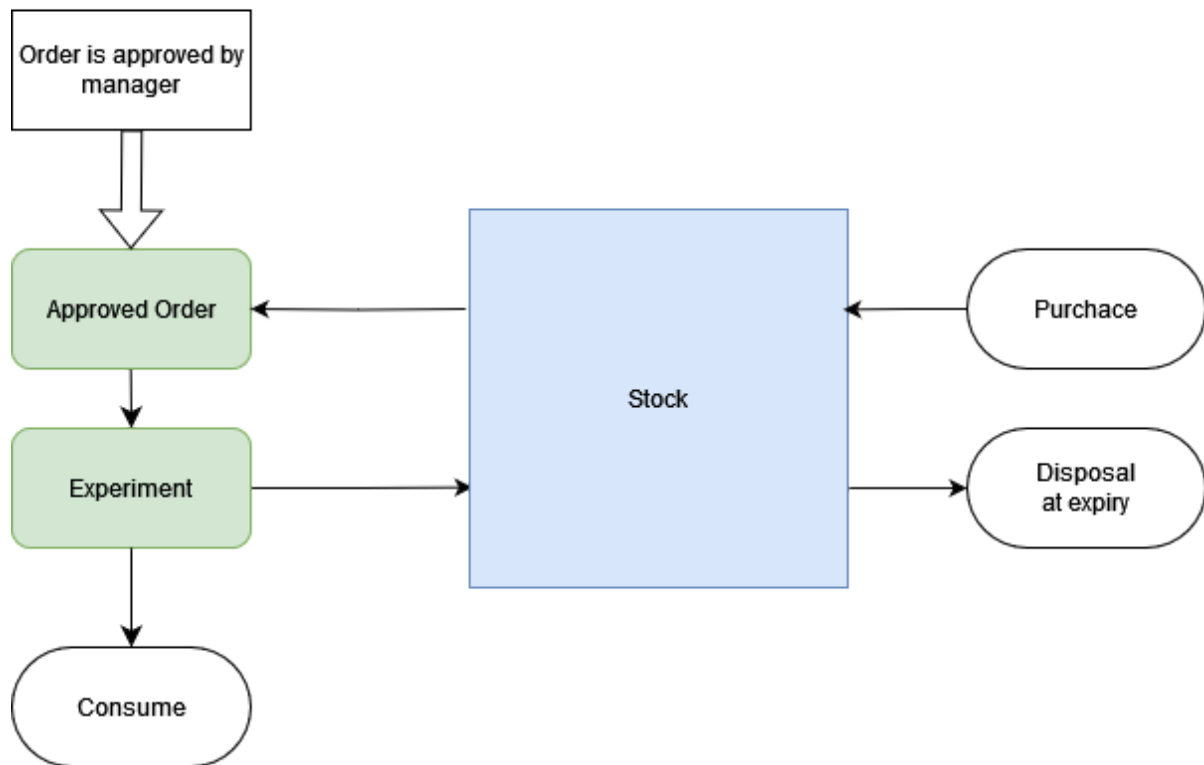 Order is approved by
manager
Approved Order
Stock
Purchace
Experiment
Disposal
at expiry
Consume